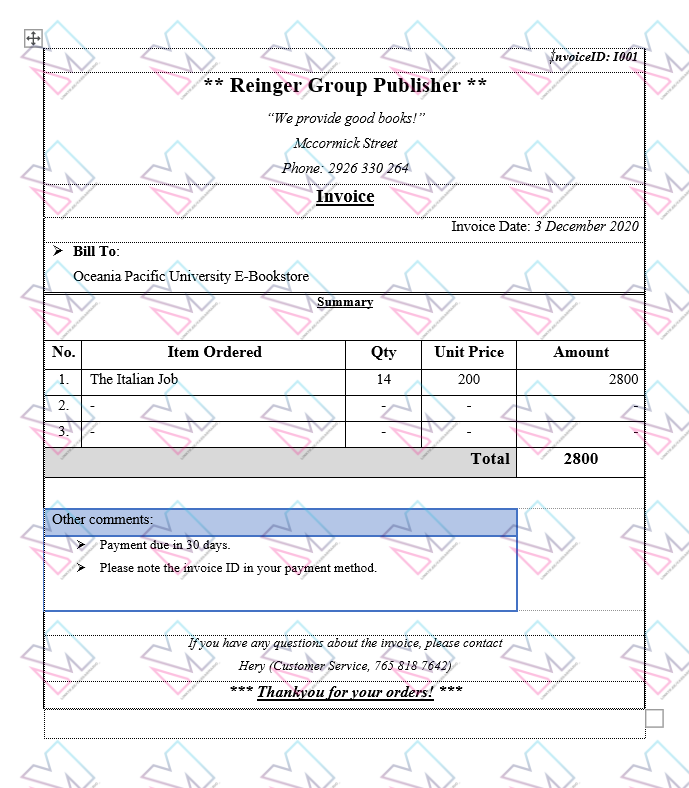 InvoiceID: I001
** Reinger Group Publisher **
“We provide good books!”
Mccormick Street
Phone: 2926 330 264
Invoice
Invoice Date: 3 December 2020
➢ Bill To:
Oceania Pacific University E-Bookstore
Summary
No. Item Ordered Qty Unit Price Amount
1. The Italian Job 14 200 2800
2. - - - -
3. - - - -
Total 2800
Other comments:
➢ Payment due in 30 days.
➢ Please note the invoice ID in your payment method.
If you have any questions about the invoice, please contact
Hery (Customer Service, 765 818 7642)
*** Thankyou for your orders! ***